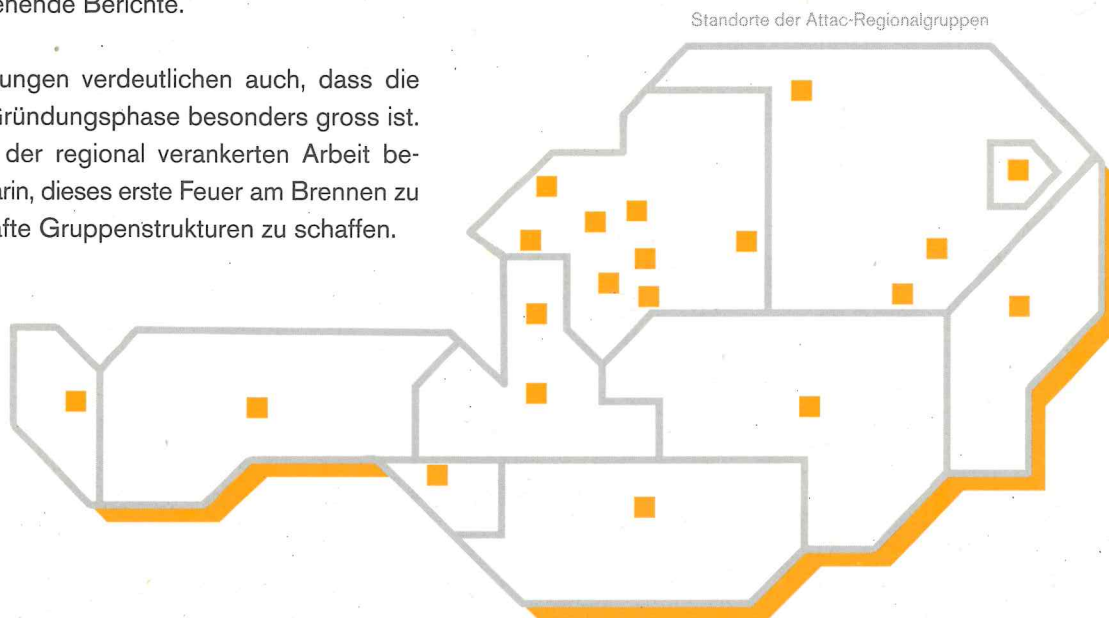 ehende Berichte.
ungen verdeutlichen auch, dass die
Gründungsphase besonders gross ist.
der regional verankerten Arbeit be-
arin, dieses erste Feuer am Brennen zu
afte Gruppenstrukturen zu schaffen.
Standorte der Attac-Regionalgruppen